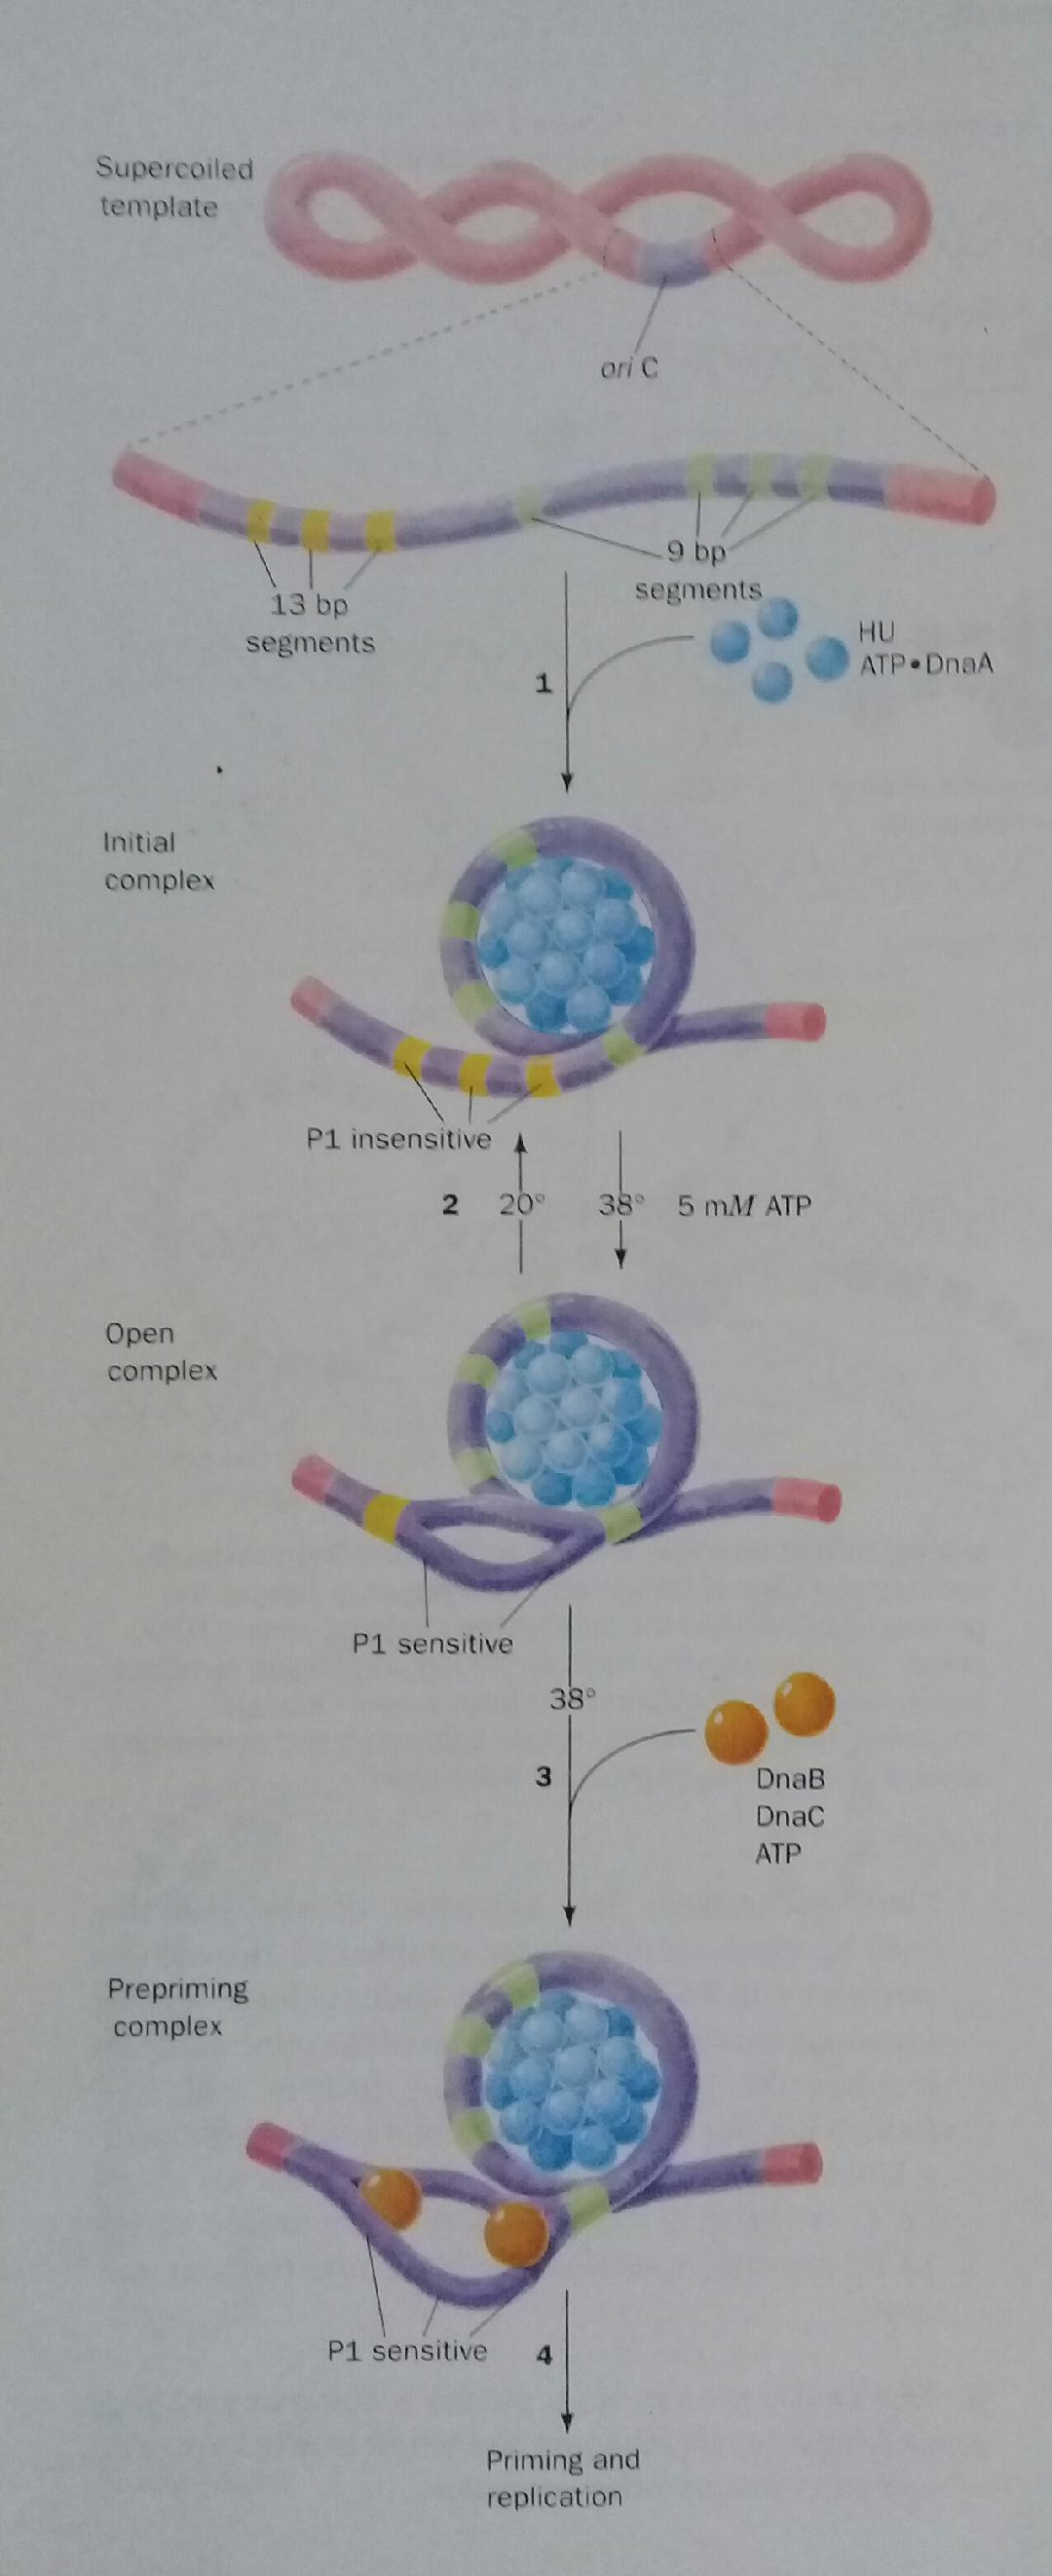 Supercoiled
template
ori C
9 bp
segments
13 bp
segments
HU
ATP•DnaA
1
Initial
complex
P1 insensitive
2 20° 38° 5 mM ATP
Open
complex
P1 sensitive
38°
3
DnaB
DnaC
ATP
Prepriming
complex
P1 sensitive
4
Priming and
replication